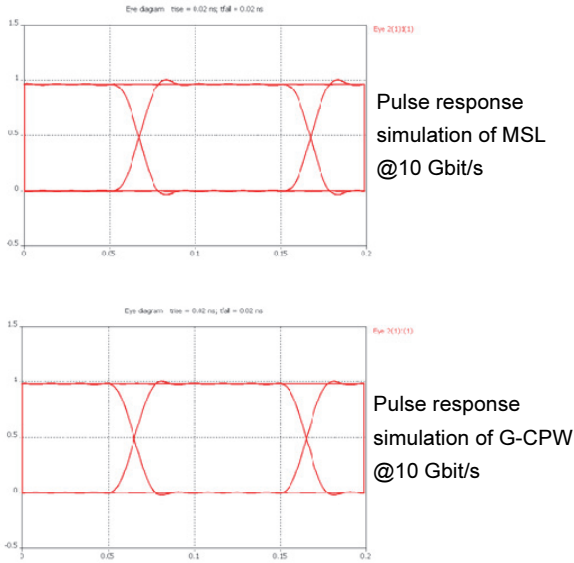 Eye diagram trise = 0.02 ns; tfall = 0.02 ns
Eye 2(1)1(1)
1.5
1
0.5
0
-0.5
0
0.05
0.1
0.15
0.2
Pulse response
simulation of MSL
@10 Gbit/s
Eye diagram trise = 0.02 ns; tfall = 0.02 ns
Eye
1.5
1
0.5
0
-0.5
0
0.05
0.1
0.15
0.2
Pulse response
simulation of G-CPW
@10 Gbit/s